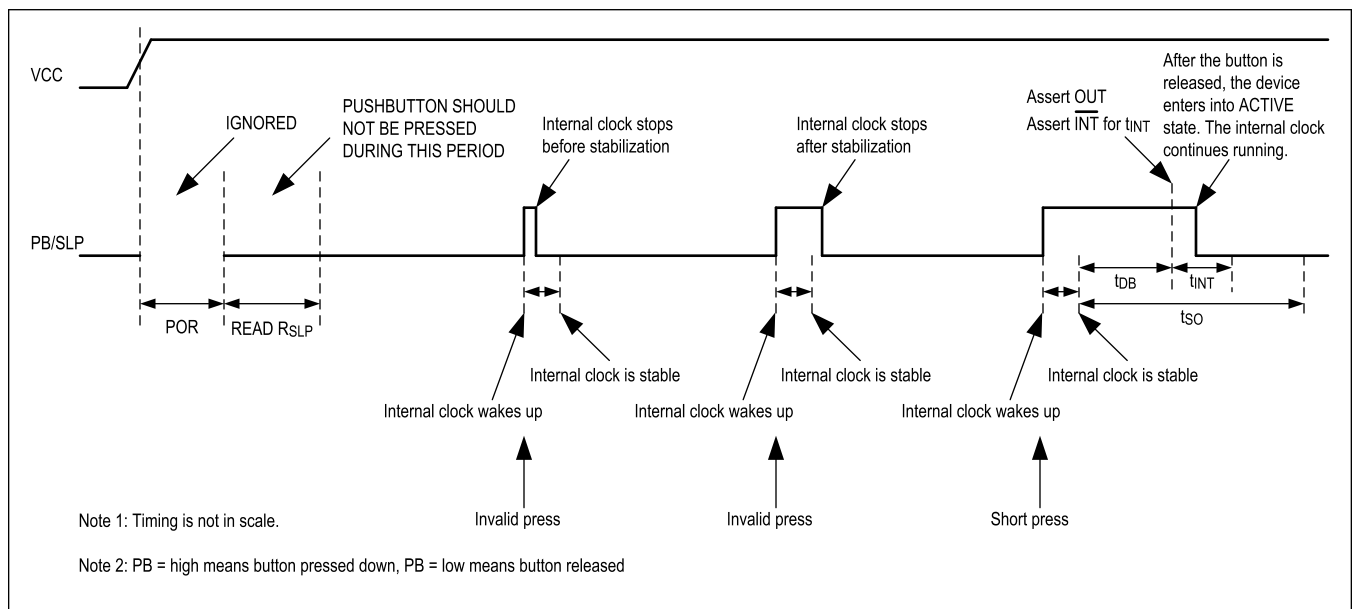 VCC
IGNORED
PUSHBUTTON SHOULD
NOT BE PRESSED
DURING THIS PERIOD
Internal clock stops
before stabilization
Internal clock stops
after stabilization
Assert OUT
Assert INT for tINT
After the button is
released, the device
enters into ACTIVE
state. The internal clock
continues running.
PB/SLP
POR
READ RSLP
tDB
tINT
tSO
Internal clock is stable
Internal clock is stable
Internal clock is stable
Internal clock wakes up
Internal clock wakes up
Internal clock wakes up
Invalid press
Invalid press
Short press
Note 1: Timing is not in scale.
Note 2: PB = high means button pressed down, PB = low means button released